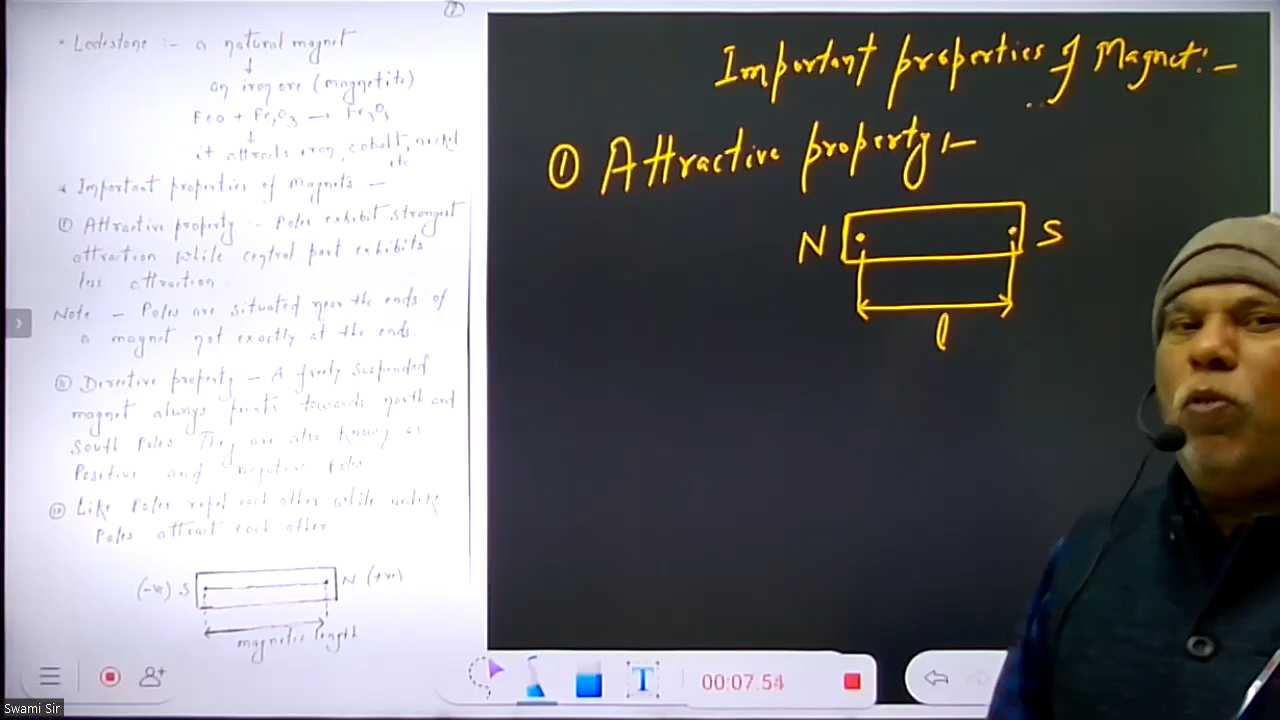 2
* Lodestone :- a natural magnet
↓
an iron ore (magnetite)
FeO + Fe2O3 → Fe3O4
↓
it attracts iron, cobalt, nickel
etc
* Important properties of Magnets -
① Attractive property :- Poles exhibit strongest
attraction while central part exhibits
less attraction.
Note - Poles are situated near the ends of
a magnet not exactly at the ends.
② Directive property - A freely suspended
magnet always points towards north and
south poles. They are also known as
Positive and negative Poles
③ Like Poles repel each other while unlike
Poles attract each other
(-ve) S N (+ve)
magnetic length
Important properties of Magnet :-
① Attractive property :-
N S
l
T 00:07.54
Swami Sir